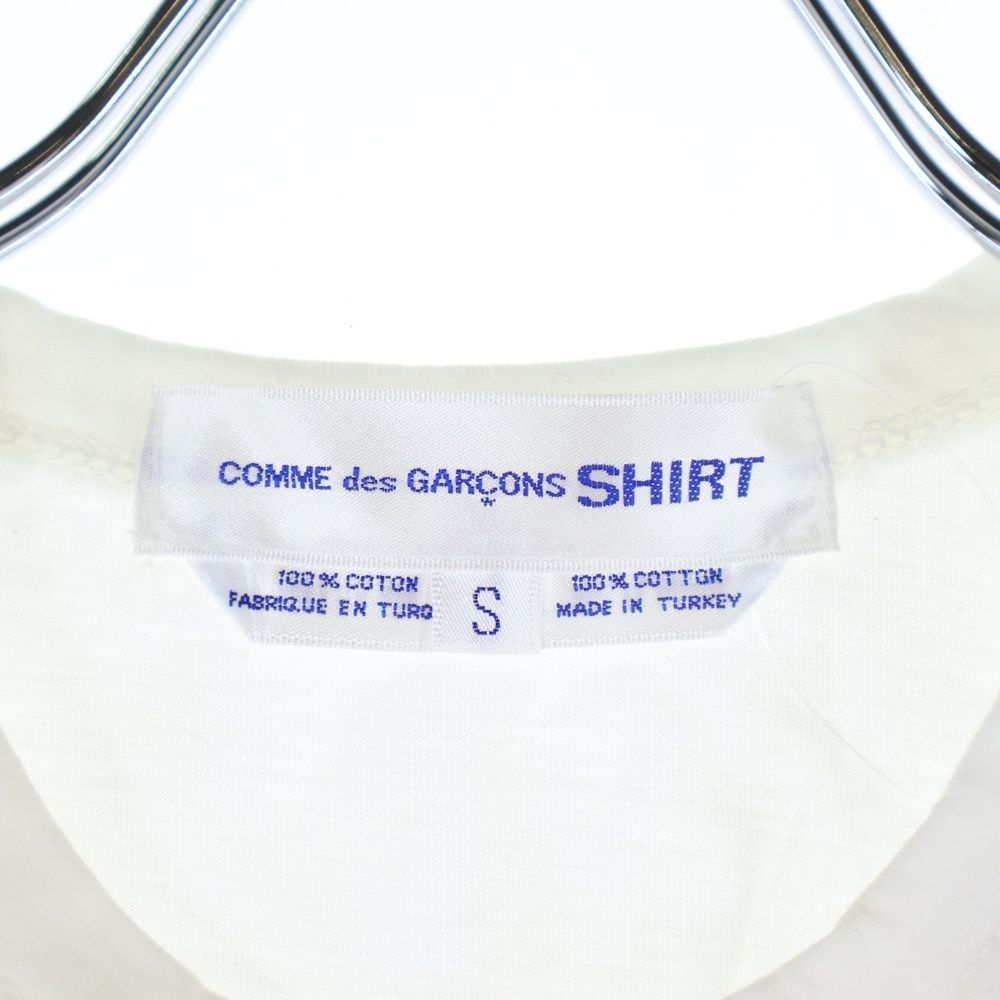 COMME des GARÇONS SHIRT
*
100% COTON
FABRIQUE EN TURQ
S
100% COTTON
MADE IN TURKEY